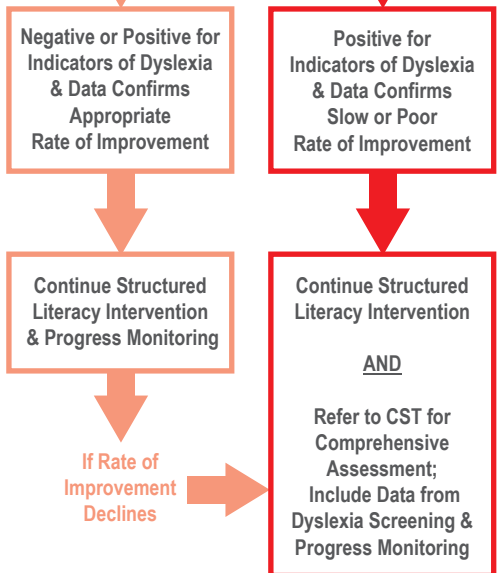 Negative or Positive for
Indicators of Dyslexia
& Data Confirms
Appropriate
Rate of Improvement
Positive for
Indicators of Dyslexia
& Data Confirms
Slow or Poor
Rate of Improvement
Continue Structured
Literacy Intervention
& Progress Monitoring
If Rate of
Improvement
Declines
Continue Structured
Literacy Intervention
AND
Refer to CST for
Comprehensive
Assessment;
Include Data from
Dyslexia Screening &
Progress Monitoring